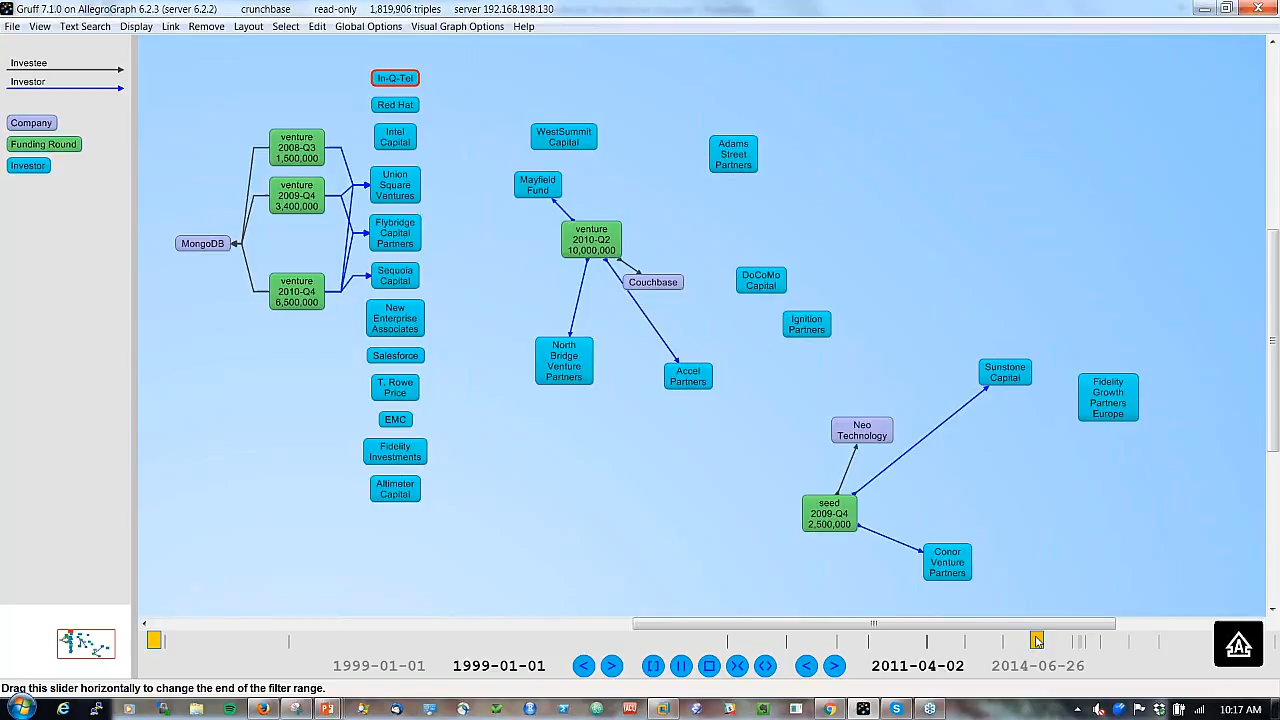 Gruff 7.1.0 on AllegroGraph 6.2.3 (server 6.2.2) crunchbase read-only 1,819,906 triples server 192.168.198.130
File View Text Search Display Link Remove Layout Select Edit Global Options Visual Graph Options Help
Investee
Investor
Company
Funding Round
Investor
MongoDB
venture
2008-Q3
1,500,000
venture
2009-Q4
3,400,000
venture
2010-Q4
6,500,000
In-Q-Tel
Red Hat
Intel
Capital
Union
Square
Ventures
Flybridge
Capital
Partners
Sequoia
Capital
New
Enterprise
Associates
Salesforce
T. Rowe
Price
EMC
Fidelity
Investments
Altimeter
Capital
WestSummit
Capital
Mayfield
Fund
venture
2010-Q2
10,000,000
Couchbase
North
Bridge
Venture
Partners
Accel
Partners
Adams
Street
Partners
DoCoMo
Capital
Ignition
Partners
Neo
Technology
seed
2009-Q4
2,500,000
Sunstone
Capital
Fidelity
Growth
Partners
Europe
Conor
Venture
Partners
1999-01-01 1999-01-01 < > [ ] || >< <> < > 2011-04-02 2014-06-26
Drag this slider horizontally to change the end of the filter range.
10:17 AM